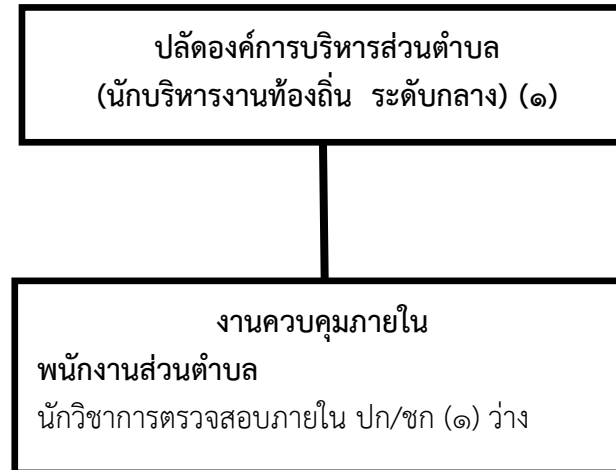 ปลัดองค์การบริหารส่วนตำบล
(นักบริหารงานท้องถิ่น ระดับกลาง) (๑)
งานควบคุมภายใน
พนักงานส่วนตำบล
นักวิชาการตรวจสอบภายใน ปก/ชก (๑) ว่าง